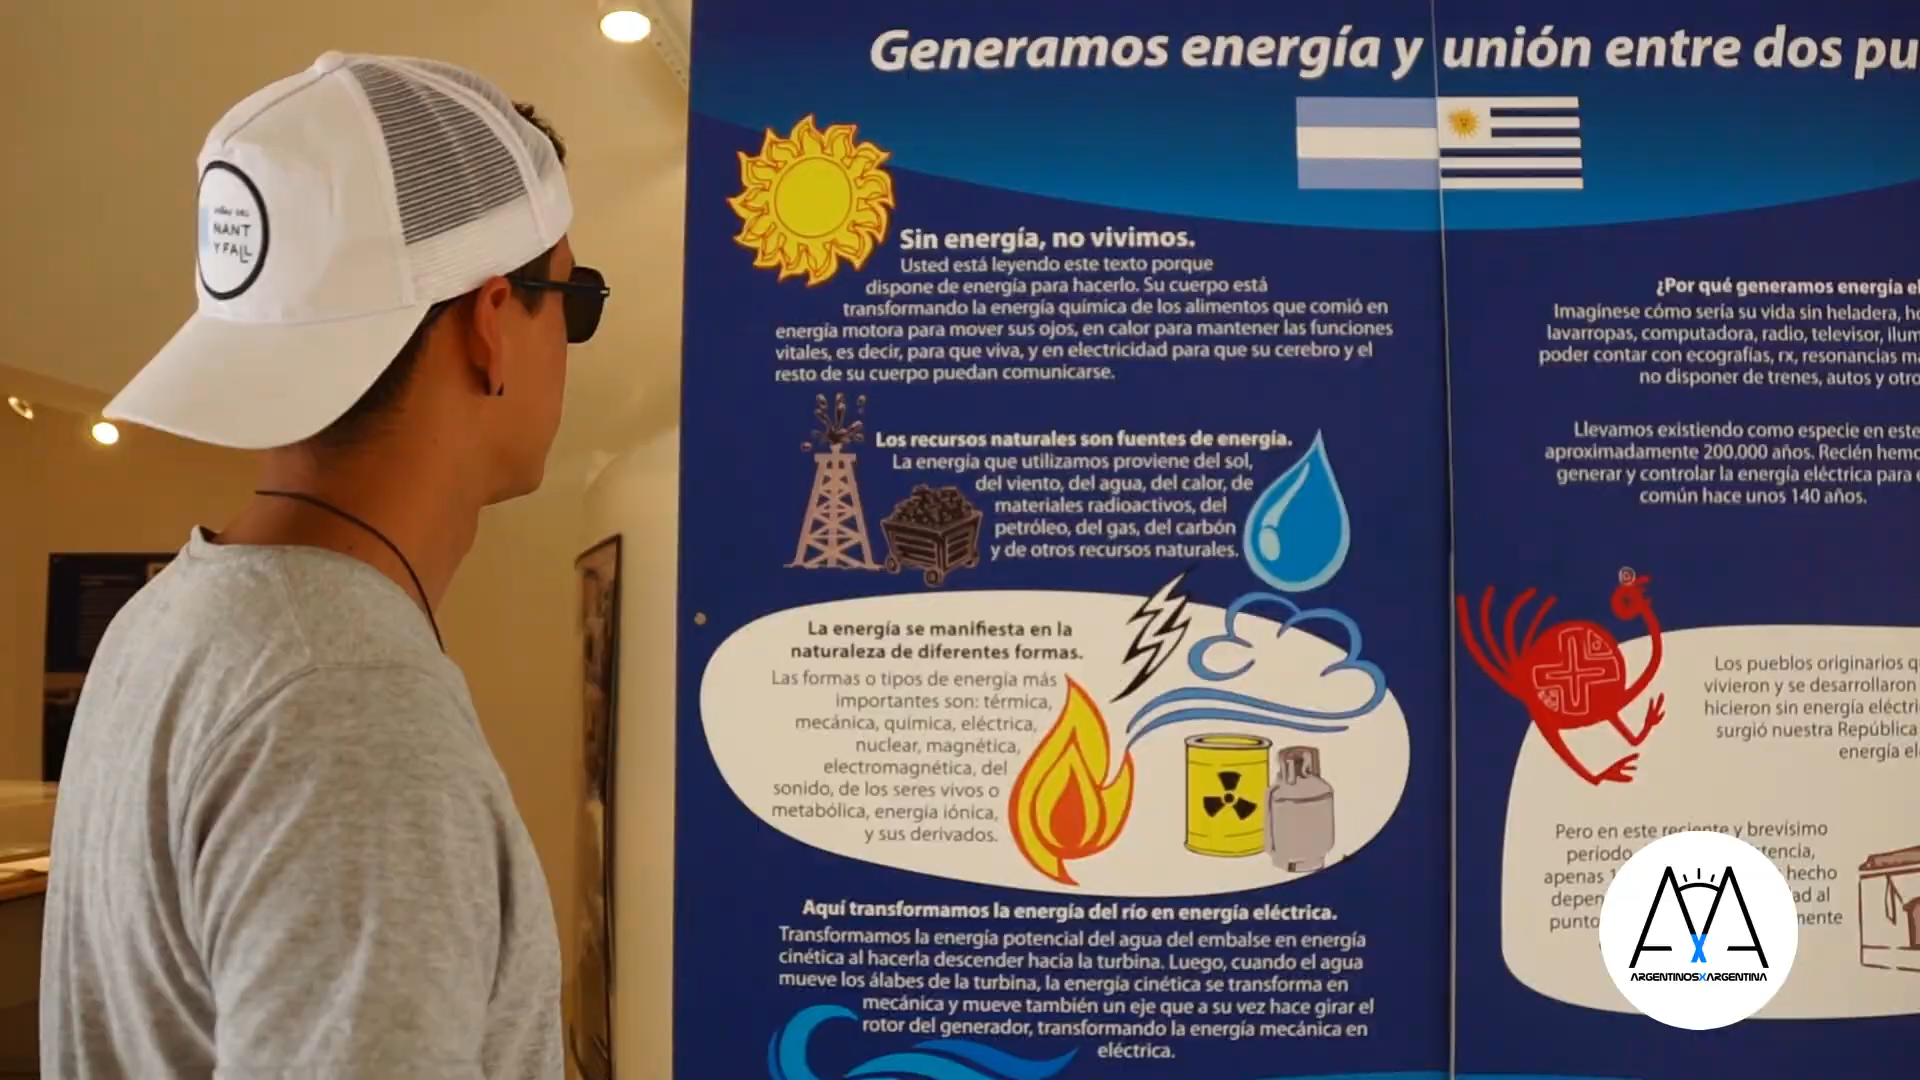 Generamos energía y unión entre dos pu
NANT
Y FALL
Sin energía, no vivimos.
Usted está leyendo este texto porque
dispone de energía para hacerlo. Su cuerpo está
transformando la energía química de los alimentos que comió en
energía motora para mover sus ojos, en calor para mantener las funciones
vitales, es decir, para que viva, y en electricidad para que su cerebro y el
resto de su cuerpo puedan comunicarse.
Los recursos naturales son fuentes de energía.
La energía que utilizamos proviene del sol,
del viento, del agua, del calor, de
materiales radioactivos, del
petróleo, del gas, del carbón
y de otros recursos naturales.
La energía se manifiesta en la
naturaleza de diferentes formas.
Las formas o tipos de energía más
importantes son: térmica,
mecánica, química, eléctrica,
nuclear, magnética,
electromagnética, del
sonido, de los seres vivos o
metabólica, energía iónica,
y sus derivados.
Aquí transformamos la energía del río en energía eléctrica.
Transformamos la energía potencial del agua del embalse en energía
cinética al hacerla descender hacia la turbina. Luego, cuando el agua
mueve los álabes de la turbina, la energía cinética se transforma en
mecánica y mueve también un eje que a su vez hace girar el
rotor del generador, transformando la energía mecánica en
eléctrica.
¿Por qué generamos energía el
Imagínese cómo sería su vida sin heladera, ho
lavarropas, computadora, radio, televisor, ilum
poder contar con ecografías, rx, resonancias ma
no disponer de trenes, autos y otro
Llevamos existiendo como especie en este
aproximadamente 200.000 años. Recién hemo
generar y controlar la energía eléctrica para e
común hace unos 140 años.
Los pueblos originarios q
vivieron y se desarrollaron
hicieron sin energía eléctri
surgió nuestra República
energía el
Pero en este reciente y brevísimo
período tencia,
apenas 1 hecho
depen ad al
punto mente
ARGENTINOSXARGENTINA